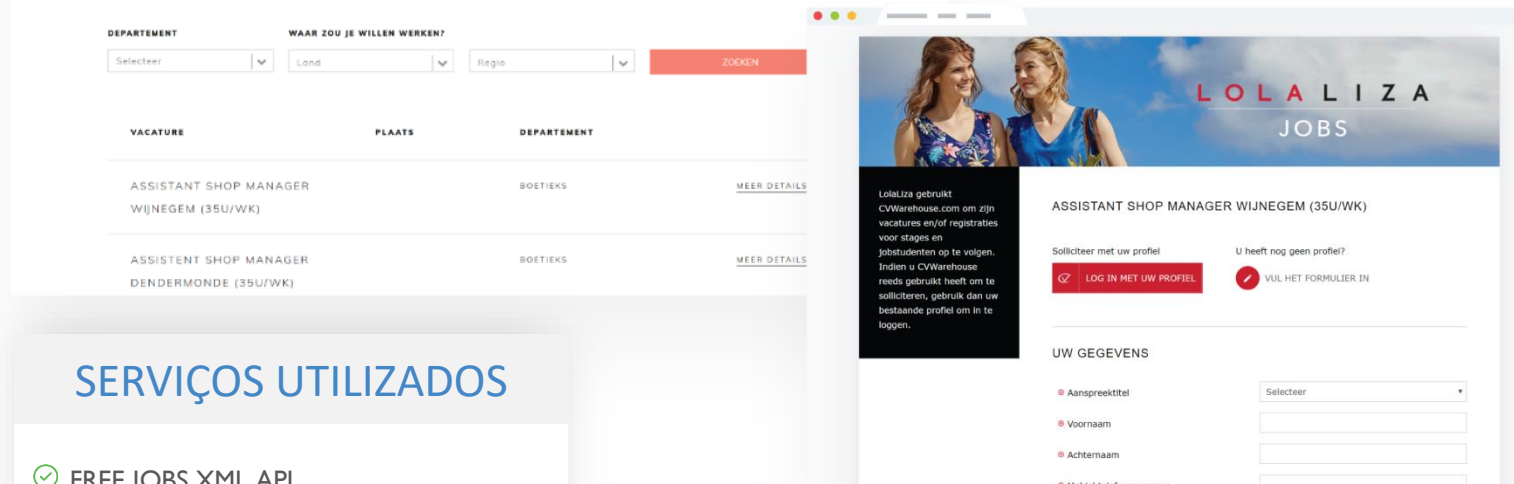 DEPARTEMENT
WAAR ZOU JE WILLEN WERKEN?
Selecteer
Land
Regio
ZOEKEN
VACATURE
PLAATS
DEPARTMENT
ASSISTANT SHOP MANAGER
WIJNEGEM (35U/WK)
BOETIEKS
MEER DETAILS
ASSISTENT SHOP MANAGER
DENDERMONDE (35U/WK)
BOETIEKS
MEER DETAILS
SERVIÇOS UTILIZADOS
FREE JOBS XML API
LOLALIZA
JOBS
LolaLiza gebruikt
CVWarehouse.com om zijn
vacatures en/of registraties
voor stages en
jobstudenten op te volgen.
Indien u CVWarehouse
reeds gebruikt heeft om te
solliciteren, gebruik dan uw
bestaande profiel om in te
loggen.
ASSISTANT SHOP MANAGER WIJNEGEM (35U/WK)
Solliciteer met uw profiel
U heeft nog geen profiel?
LOG IN MET UW PROFIEL
VUL HET FORMULIER IN
UW GEGEVENS
Aanspreektitel
Selecteer
Voornaam
Achternaam